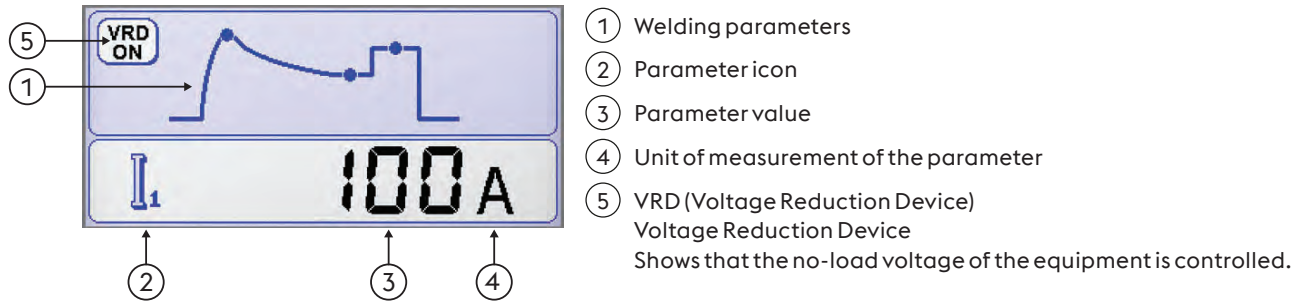 VRD
ON
5
1
I1
100 A
2
3
4
1 Welding parameters
2 Parameter icon
3 Parameter value
4 Unit of measurement of the parameter
5 VRD (Voltage Reduction Device)
Voltage Reduction Device
Shows that the no-load voltage of the equipment is controlled.